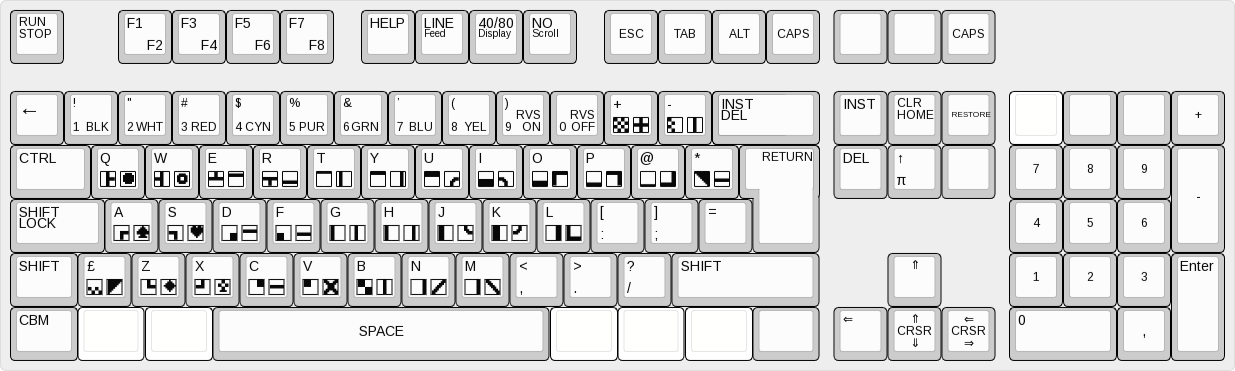 RUN
STOP
F1
F2
F3
F4
F5
F6
F7
F8
HELP
LINE
Feed
40/80
Display
NO
Scroll
ESC
TAB
ALT
CAPS
CAPS
←
!
1 BLK
"
2 WHT
#
3 RED
$
4 CYN
%
5 PUR
&
6 GRN
'
7 BLU
(
8 YEL
)
RVS
9 ON
RVS
0 OFF
+
-
INST
DEL
INST
CLR
HOME
RESTORE
+
CTRL
Q
W
E
R
T
Y
U
I
O
P
@
*
RETURN
DEL
↑
π
7
8
9
-
SHIFT
LOCK
A
S
D
F
G
H
J
K
L
[
:
]
;
=
4
5
6
SHIFT
£
Z
X
C
V
B
N
M
<
,
>
.
?
/
SHIFT
⇑
1
2
3
Enter
CBM
SPACE
⇐
⇑
CRSR
⇓
⇐
CRSR
⇒
0
,